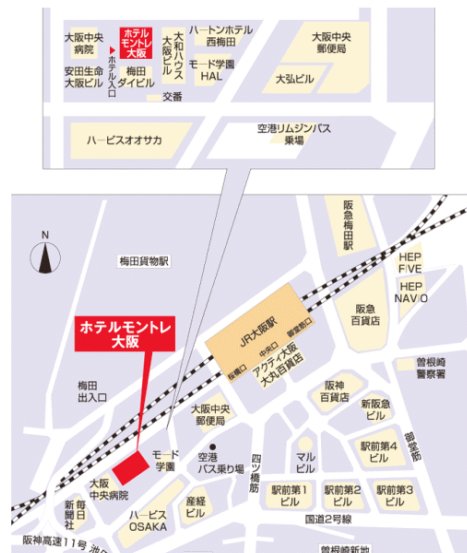 大阪中央
病院
ホテル
モントレ
大阪
大和ハウス
大阪ビル
ハートンホテル
西梅田
大阪中央
郵便局
ホテル入口
安田生命
大阪ビル
梅田
ダイビル
モード学園
HAL
大弘ビル
交番
ハービスオオサカ
空港リムジンバス
乗場
N
阪急梅田駅
梅田貨物駅
HEP
FIVE
HEP
NAVIO
阪急
百貨店
ホテルモントレ
大阪
JR大阪駅
御堂筋口
中央口
桜橋口
アクティ大阪
大丸百貨店
曽根崎
警察署
梅田
出入口
阪神
百貨店
新阪急
ビル
大阪中央
郵便局
御堂筋
モード
学園
空港
バス乗り場
四ツ橋筋
マル
ビル
駅前第4
ビル
大阪
中央病院
毎日
新聞社
ハービス
OSAKA
産経
ビル
駅前第1
ビル
駅前第2
ビル
駅前第3
ビル
国道2号線
阪神高速11号
曽根崎新地